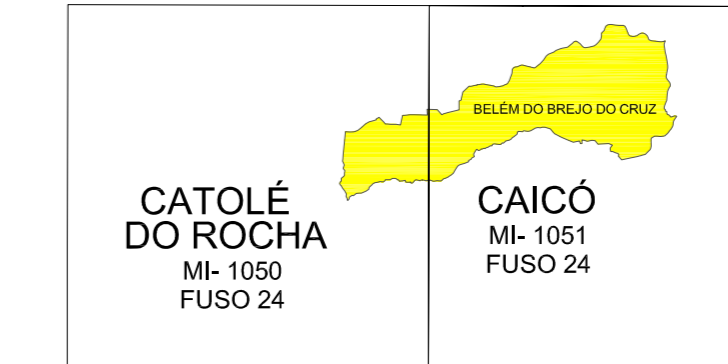 BELÉM DO BREJO DO CRUZ
CATOLÉ
DO ROCHA
MI- 1050
FUSO 24
CAICÓ
MI- 1051
FUSO 24